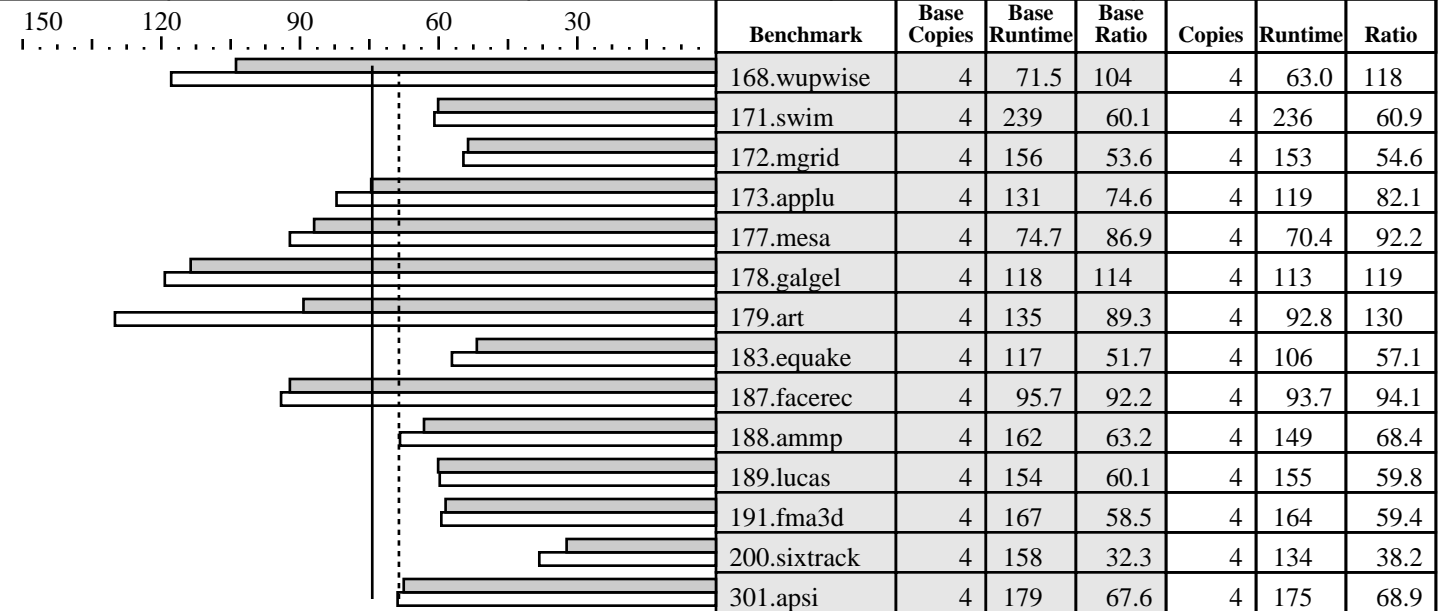 150 120 90 60 30
Benchmark Base Copies Base Runtime Base Ratio Copies Runtime Ratio
168.wupwise 4 71.5 104 4 63.0 118
171.swim 4 239 60.1 4 236 60.9
172.mgrid 4 156 53.6 4 153 54.6
173.applu 4 131 74.6 4 119 82.1
177.mesa 4 74.7 86.9 4 70.4 92.2
178.galgel 4 118 114 4 113 119
179.art 4 135 89.3 4 92.8 130
183.equake 4 117 51.7 4 106 57.1
187.facerec 4 95.7 92.2 4 93.7 94.1
188.ammp 4 162 63.2 4 149 68.4
189.lucas 4 154 60.1 4 155 59.8
191.fma3d 4 167 58.5 4 164 59.4
200.sixtrack 4 158 32.3 4 134 38.2
301.apsi 4 179 67.6 4 175 68.9